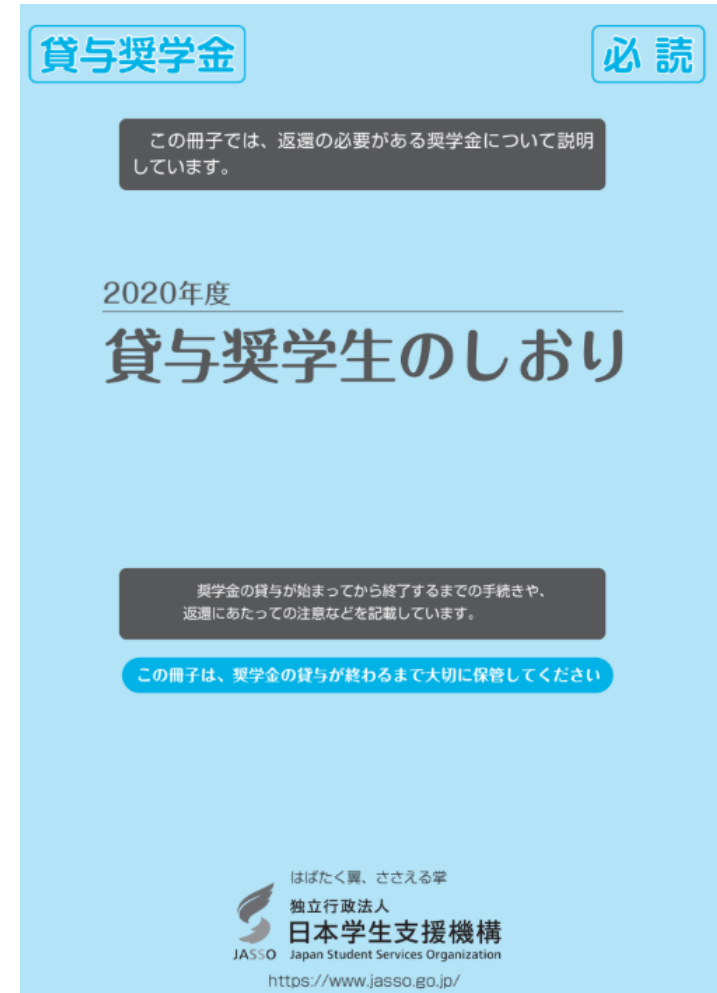 貸与奨学金
必読
この冊子では、返還の必要がある奨学金について説明
しています。
2020年度
貸与奨学生のしおり
奨学金の貸与が始まってから終了するまでの手続きや、
返還にあたっての注意などを記載しています。
この冊子は、奨学金の貸与が終わるまで大切に保管してください
はばたく翼、ささえる掌
独立行政法人
日本学生支援機構
JASSO Japan Student Services Organization
https://www.jasso.go.jp/